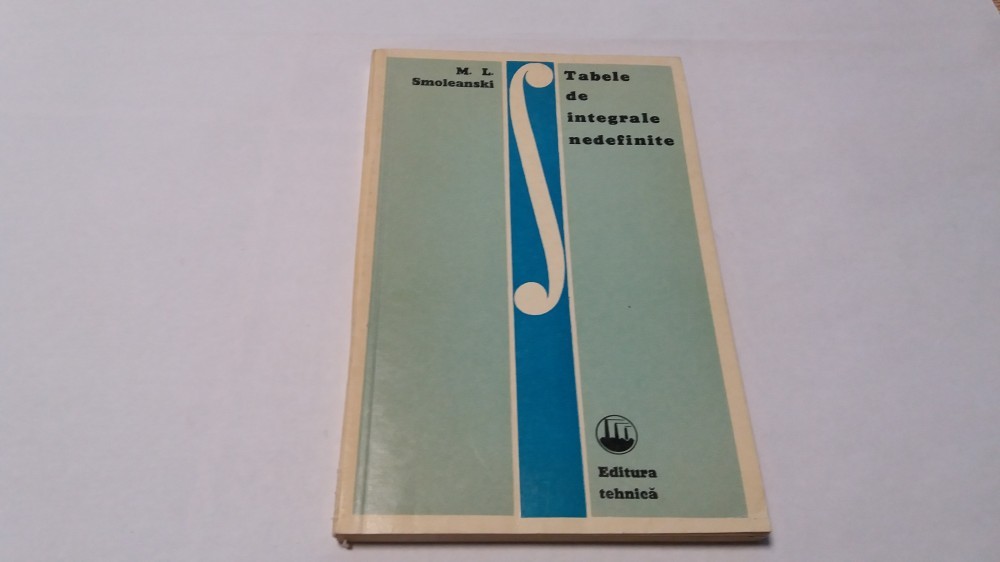 M. L.
Smoleanski
Tabele
de
integrale
nedefinite
Editura
tehnică